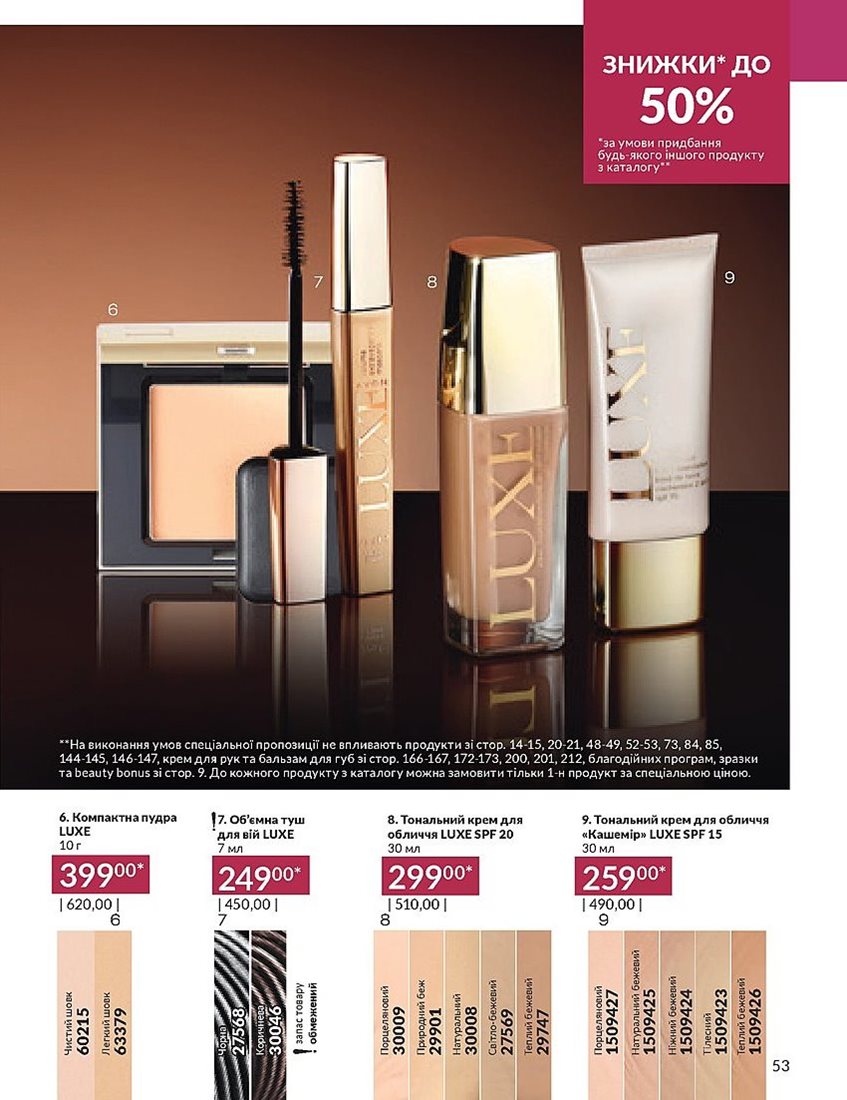 ЗНИЖКИ* ДО
50%
*за умови придбання
будь-якого іншого продукту
з каталогу**
6
7
8
9
LUXE
LUXE
LUXE
**На виконання умов спеціальної пропозиції не впливають продукти зі стор. 14-15, 20-21, 48-49, 52-53, 73, 84, 85,
144-145, 146-147, крем для рук та бальзам для губ зі стор. 166-167, 172-173, 200, 201, 212, благодійних програм, зразки
та beauty bonus зі стор. 9. До кожного продукту з каталогу можна замовити тільки 1-н продукт за спеціальною ціною.
6. Компактна пудра
LUXE
10 г
39900*
| 620,00 |
6
Чистий шовк
60215
Легкий шовк
63379
7. Об’ємна туш
для вій LUXE
7 мл
24900*
| 450,00 |
7
Чорна
27568
Коричнева
30046
запас товару
обмежений
8. Тональний крем для
обличчя LUXE SPF 20
30 мл
29900*
| 510,00 |
8
Порцеляновий
30009
Природний беж
29901
Натуральний
30008
Світло-бежевий
27569
Теплий бежевий
29747
9. Тональний крем для обличчя
«Кашемір» LUXE SPF 15
30 мл
25900*
| 490,00 |
9
Порцеляновий
1509427
Натуральний бежевий
1509425
Ніжний бежевий
1509424
Тілесний
1509423
Теплий бежевий
1509426
53